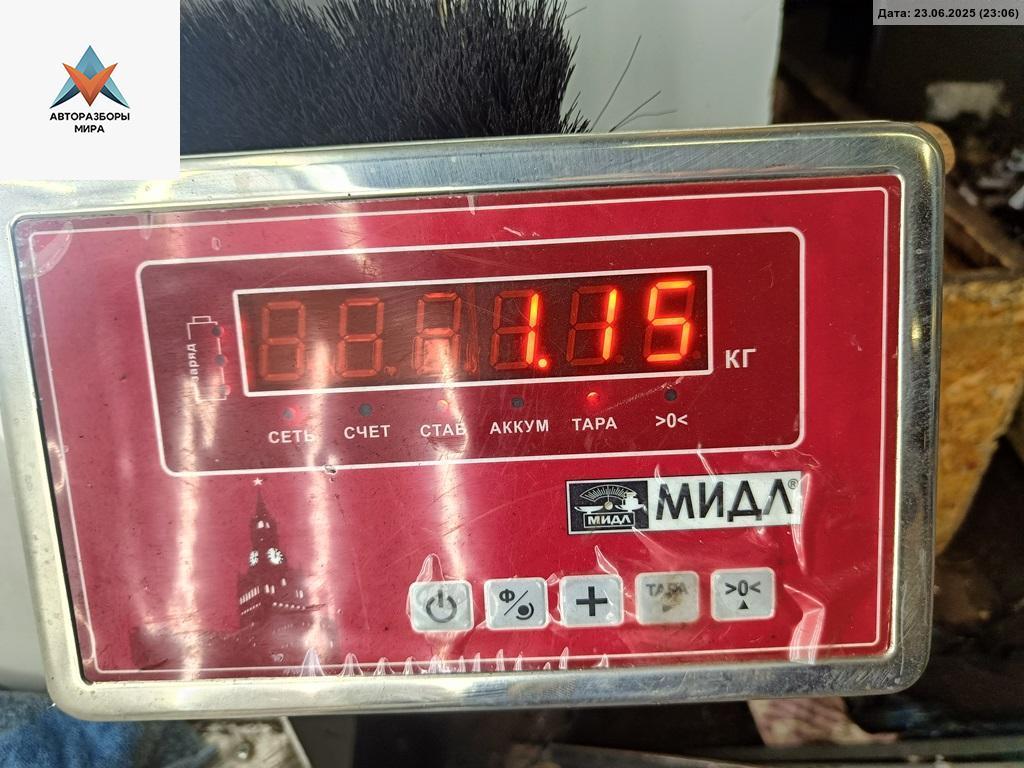 Дата: 23.06.2025 (23:06)
АВТОРАЗБОРЫ
МИРА
1.15
КГ
заряд
СЕТЬ СЧЕТ СТАБ АККУМ ТАРА >0<
МИДЛ МИДЛ®
Ф/ + ТАРА >0<